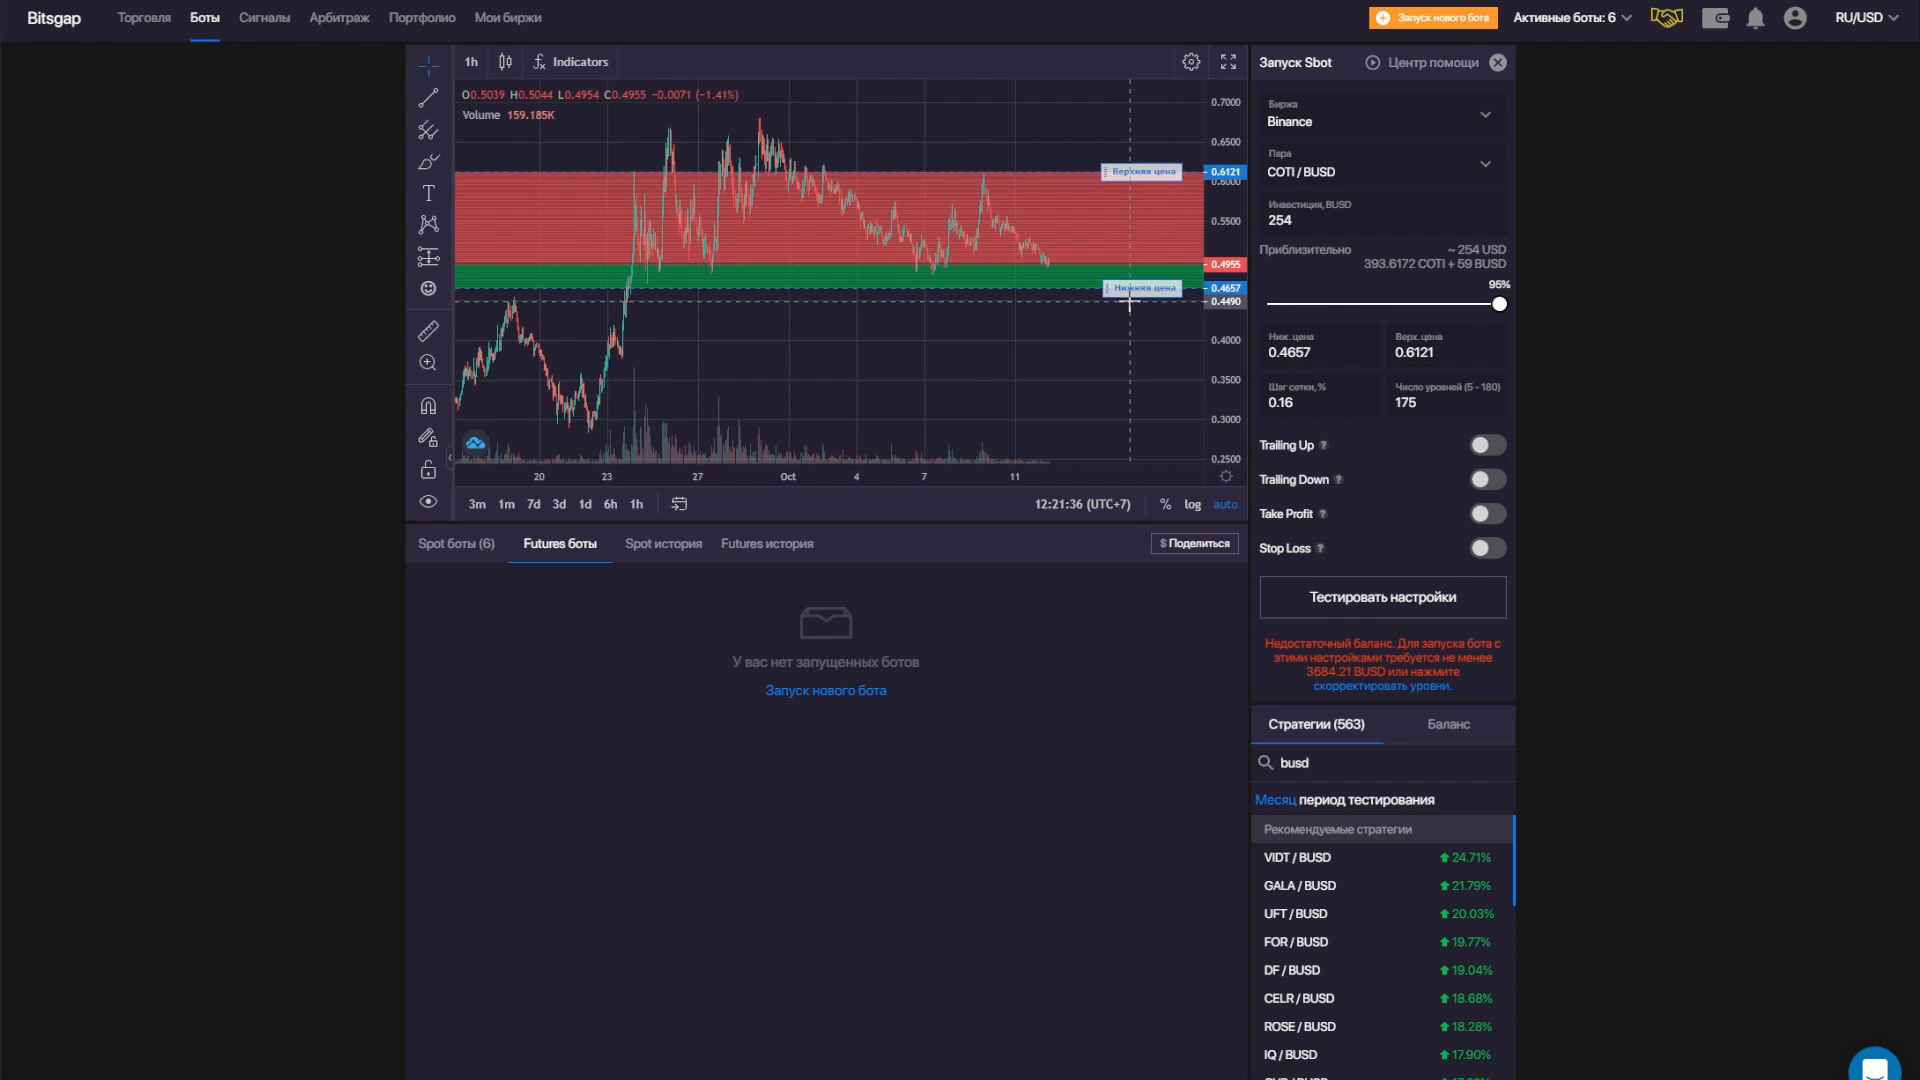 Bitsgap
Торговля
Боты
Сигналы
Арбитраж
Портфолио
Мои биржи
Запуск нового бота
Активные боты: 6
RU/USD
1h
Indicators
O0.5039 H0.5044 L0.4954 C0.4955 −0.0071 (−1.41%)
Volume 159.185K
Верхняя цена
Нижняя цена
0.7000
0.6500
0.6121
0.6000
0.5500
0.4955
0.4657
0.4490
0.4000
0.3500
0.3000
0.2500
20
23
27
Oct
4
7
11
3m 1m 7d 3d 1d 6h 1h
12:21:36 (UTC+7)
% log auto
Spot боты (6)
Futures боты
Spot история
Futures история
$ Поделиться
У вас нет запущенных ботов
Запуск нового бота
Запуск Sbot
Центр помощи
Биржа
Binance
Пара
COTI / BUSD
Инвестиция, BUSD
254
Приблизительно
~ 254 USD
393.6172 COTI + 59 BUSD
95%
Ниж. цена
0.4657
Верх. цена
0.6121
Шаг сетки, %
0.16
Число уровней (5 - 180)
175
Trailing Up ?
Trailing Down ?
Take Profit ?
Stop Loss ?
Тестировать настройки
Недостаточный баланс. Для запуска бота с
этими настройками требуется не менее
3684.21 BUSD или нажмите
скорректировать уровни.
Стратегии (563)
Баланс
busd
Месяц период тестирования
Рекомендуемые стратегии
VIDT / BUSD 24.71%
GALA / BUSD 21.79%
UFT / BUSD 20.03%
FOR / BUSD 19.77%
DF / BUSD 19.04%
CELR / BUSD 18.68%
ROSE / BUSD 18.28%
IQ / BUSD 17.90%